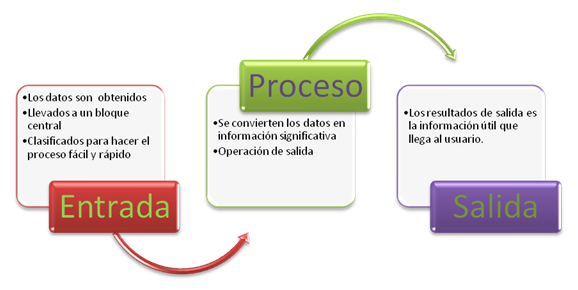 •Los datos son obtenidos
•Llevados a un bloque
central
•Clasificados para hacer el
proceso fácil y rápido
Entrada
Proceso
•Se convierten los datos en
información significativa
•Operación de salida
•Los resultados de salida es
la información útil que
llega al usuario.
Salida